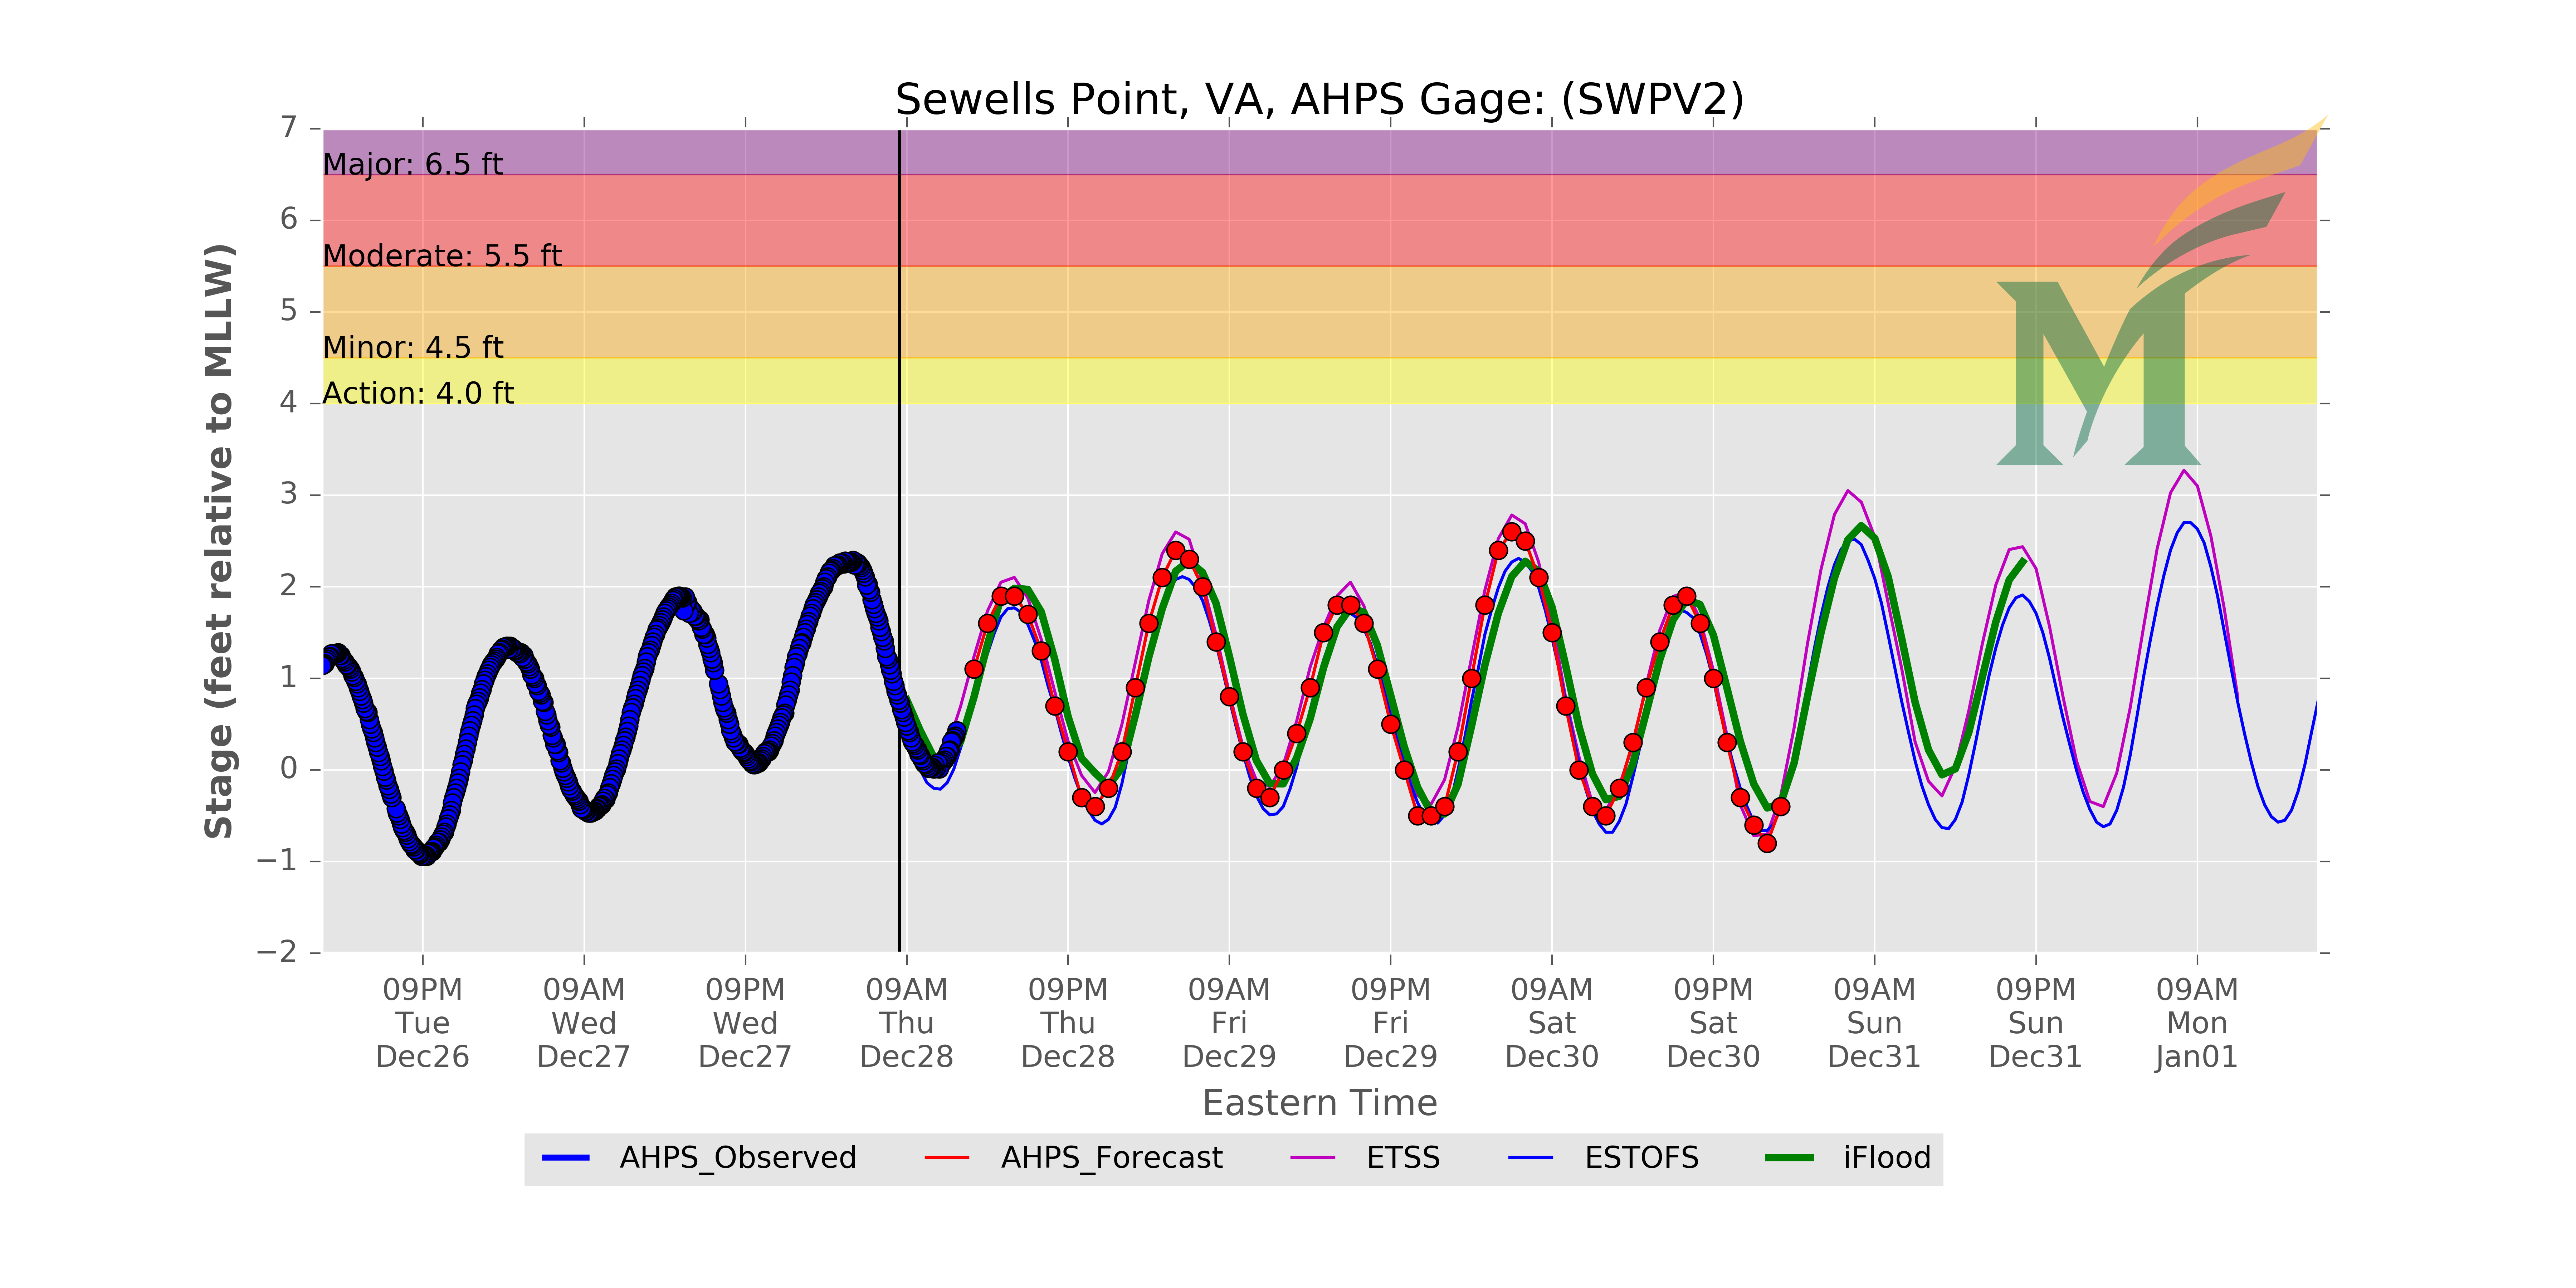 Sewells Point, VA, AHPS Gage: (SWPV2)
7
6
5
4
3
2
1
0
−1
−2
Stage (feet relative to MLLW)
Major: 6.5 ft
Moderate: 5.5 ft
Minor: 4.5 ft
Action: 4.0 ft
M
09PM 09AM 09PM 09AM 09PM 09AM 09PM 09AM 09PM 09AM 09PM 09AM
Tue Wed Wed Thu Thu Fri Fri Sat Sat Sun Sun Mon
Dec26 Dec27 Dec27 Dec28 Dec28 Dec29 Dec29 Dec30 Dec30 Dec31 Dec31 Jan01
Eastern Time
AHPS_Observed AHPS_Forecast ETSS ESTOFS iFlood